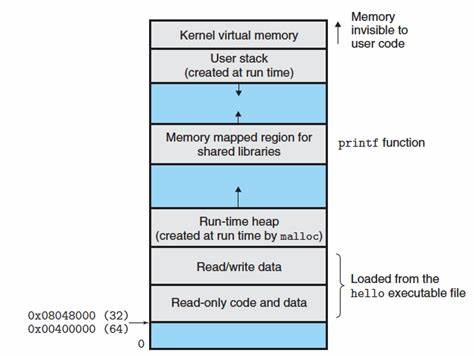 Kernel virtual memory
Memory
invisible to
user code
User stack
(created at run time)
Memory mapped region for
shared libraries
printf function
Run-time heap
(created at run time by malloc)
Read/write data
Loaded from the
hello executable file
Read-only code and data
0x08048000 (32)
0x00400000 (64)
0